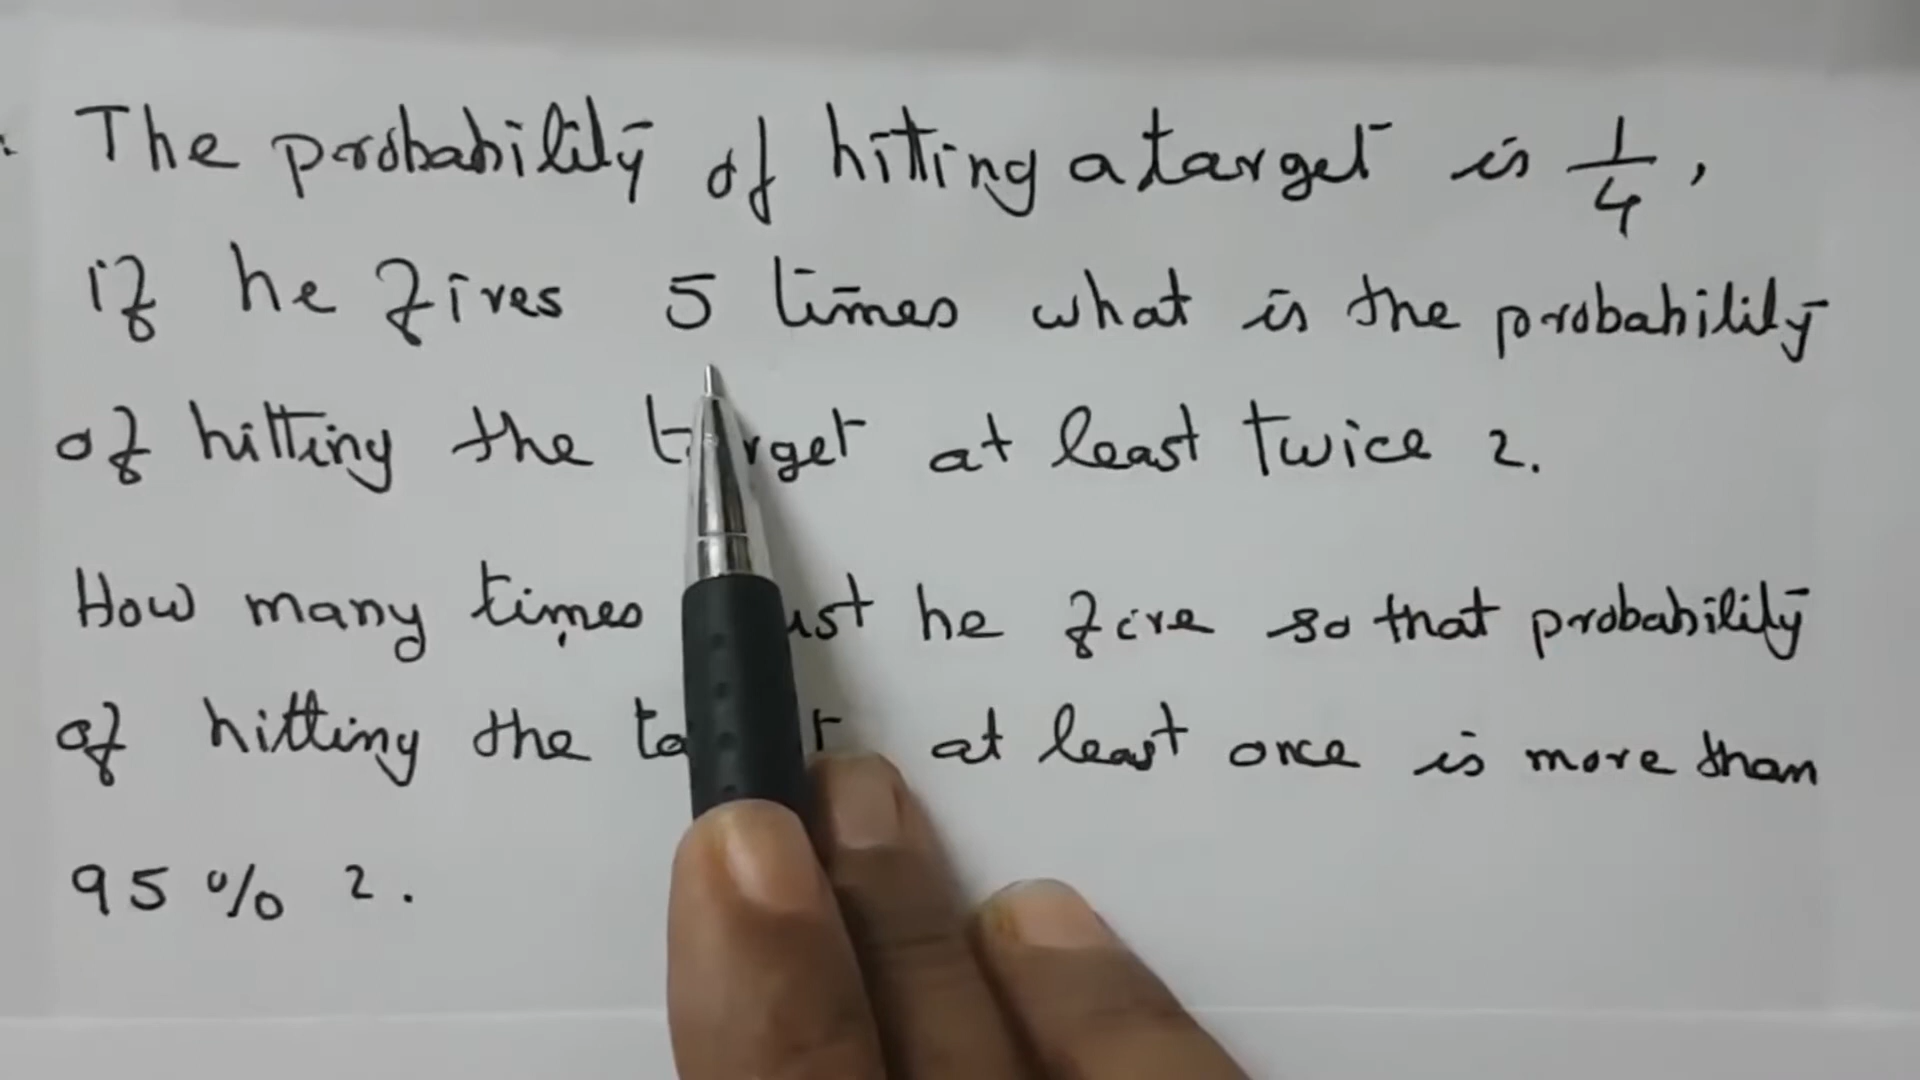 The probability of hitting a target is 1/4,
if he fires 5 times what is the probability
of hitting the target at least twice ?.
How many times he fire so that probability
of hitting the at least once is more than
95% ?.